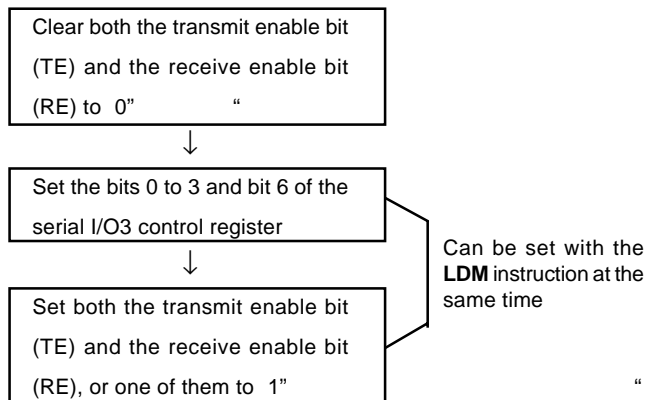 Clear both the transmit enable bit
(TE) and the receive enable bit
(RE) to 0” “
↓
Set the bits 0 to 3 and bit 6 of the
serial I/O3 control register
↓
Set both the transmit enable bit
(TE) and the receive enable bit
(RE), or one of them to 1” “
Can be set with the
LDM instruction at the
same time